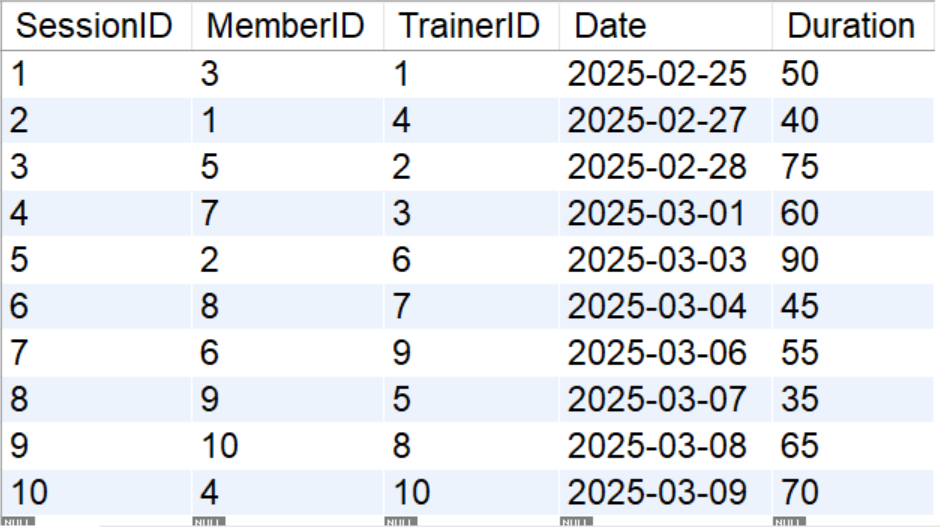 SessionID MemberID TrainerID Date Duration
1 3 1 2025-02-25 50
2 1 4 2025-02-27 40
3 5 2 2025-02-28 75
4 7 3 2025-03-01 60
5 2 6 2025-03-03 90
6 8 7 2025-03-04 45
7 6 9 2025-03-06 55
8 9 5 2025-03-07 35
9 10 8 2025-03-08 65
10 4 10 2025-03-09 70
NULL NULL NULL NULL NULL